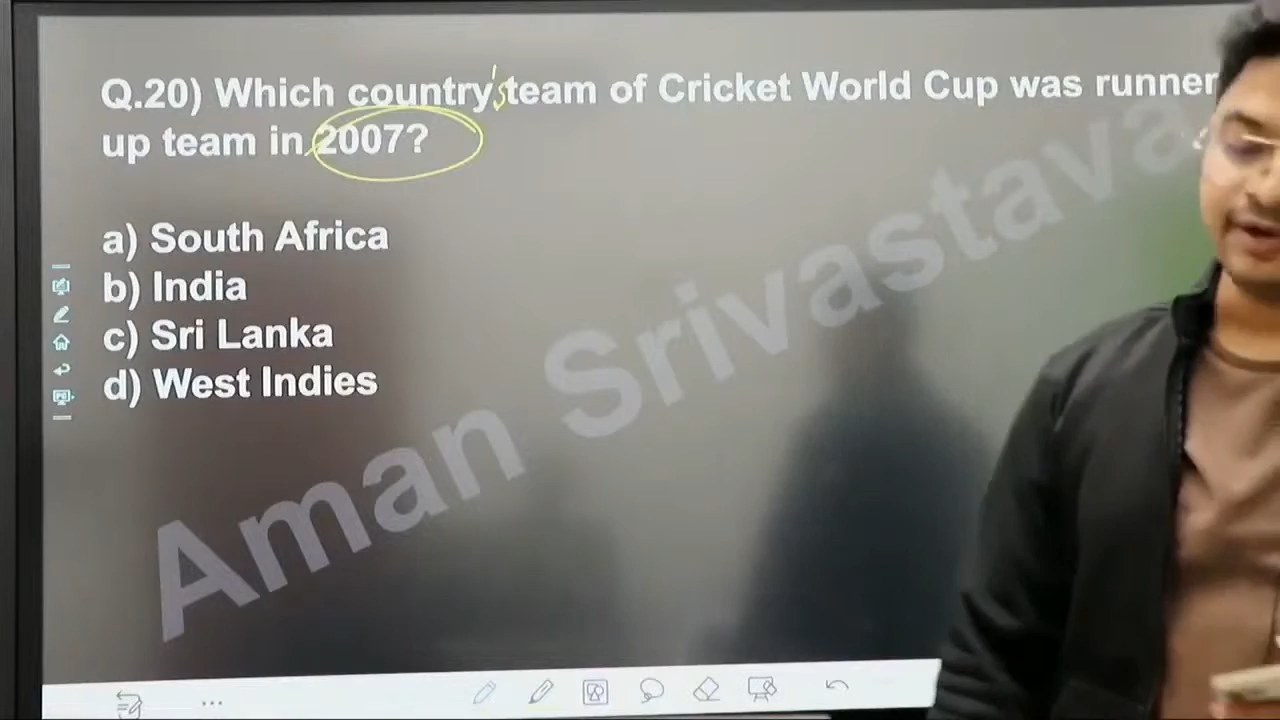 Q.20) Which country's team of Cricket World Cup was runner
up team in 2007?
a) South Africa
b) India
c) Sri Lanka
d) West Indies
Aman Srivastava